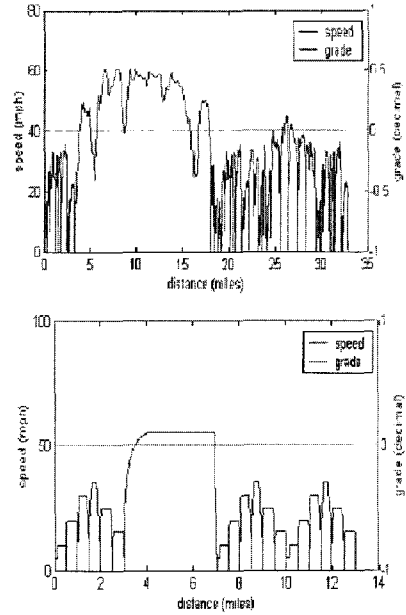 80
60
40
20
0
speed (mph)
speed
grade
1
0.5
0
-0.5
-1
grade (decimal)
0 5 10 15 20 25 30 35
distance (miles)
100
50
0
speed (mph)
speed
grade
1
0
-1
grade (decimal)
0 2 4 6 8 10 12 14
distance (miles)